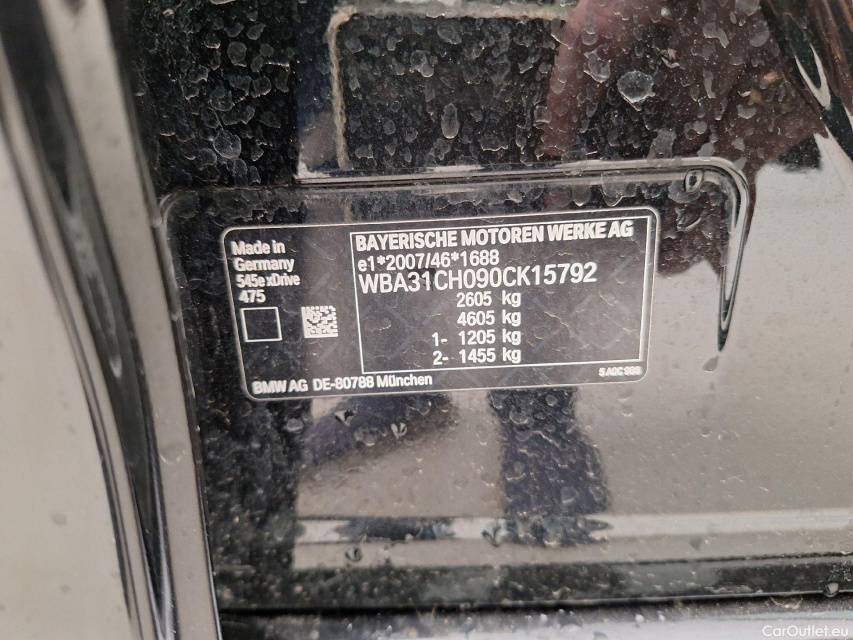 Made in
Germany
545e xDrive
475
BAYERISCHE MOTOREN WERKE AG
e1*2007/46*1688
WBA31CH090CK15792
2605 kg
4605 kg
1- 1205 kg
2- 1455 kg
BMW AG DE-80788 München
CarOutlet.eu